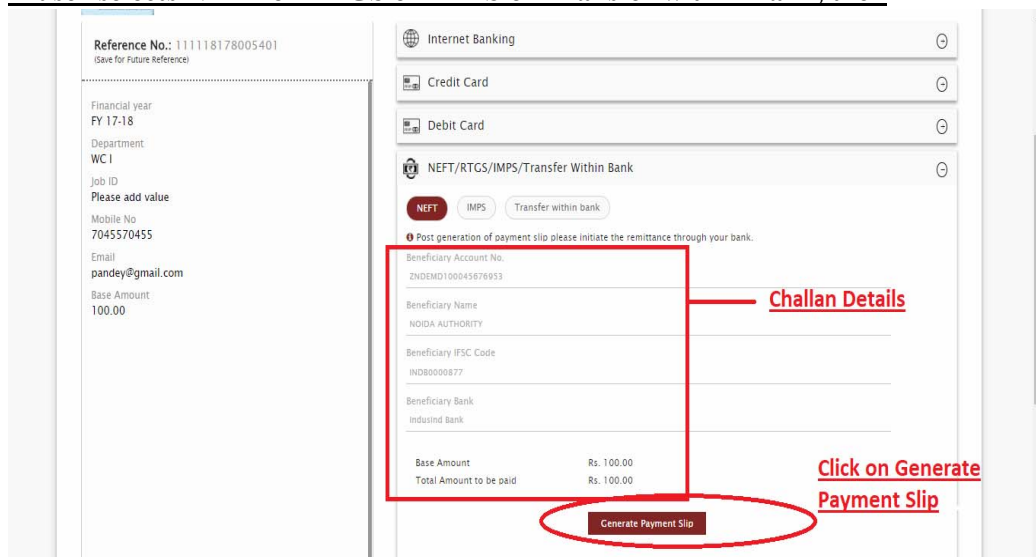 Reference No.: 111118178005401
(Save for Future Reference)
Financial year
FY 17-18
Department
WC I
Job ID
Please add value
Mobile No
7045570455
Email
pandey@gmail.com
Base Amount
100.00
Internet Banking
Credit Card
Debit Card
NEFT/RTGS/IMPS/Transfer Within Bank
NEFT IMPS Transfer within bank
Post generation of payment slip please initiate the remittance through your bank.
Beneficiary Account No.
ZNDEMD100045676953
Beneficiary Name
NOIDA AUTHORITY
Beneficiary IFSC Code
INDB0000877
Beneficiary Bank
Indusind Bank
Base Amount Rs. 100.00
Total Amount to be paid Rs. 100.00
Generate Payment Slip
Challan Details
Click on Generate
Payment Slip